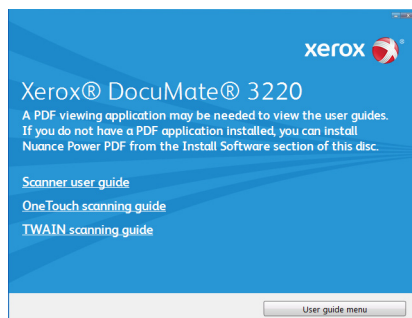 xerox
Xerox® DocuMate® 3220
A PDF viewing application may be needed to view the user guides.
If you do not have a PDF application installed, you can install
Nuance Power PDF from the Install Software section of this disc.
Scanner user guide
OneTouch scanning guide
TWAIN scanning guide
User guide menu